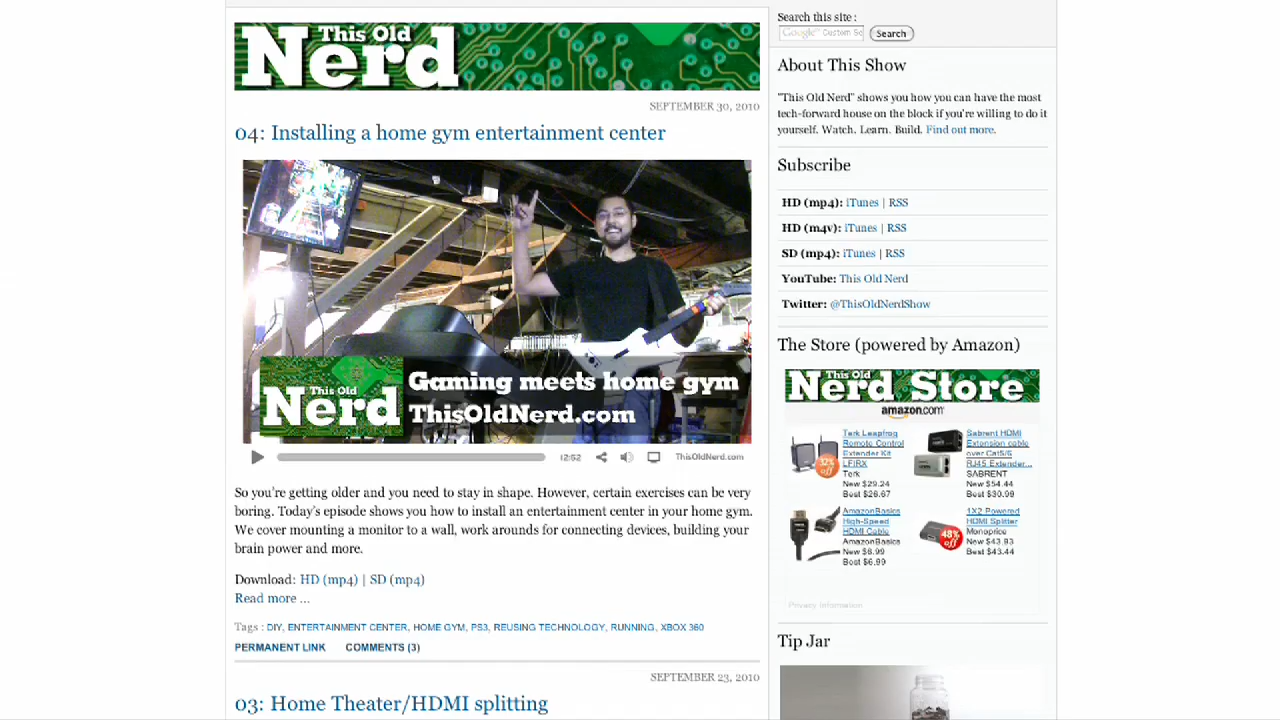 This Old
Nerd
SEPTEMBER 30, 2010
04: Installing a home gym entertainment center
This Old
Nerd
Gaming meets home gym
ThisOldNerd.com
12:52
ThisOldNerd.com
So you're getting older and you need to stay in shape. However, certain exercises can be very
boring. Today's episode shows you how to install an entertainment center in your home gym.
We cover mounting a monitor to a wall, work arounds for connecting devices, building your
brain power and more.
Download: HD (mp4) | SD (mp4)
Read more ...
Tags : DIY, ENTERTAINMENT CENTER, HOME GYM, PS3, REUSING TECHNOLOGY, RUNNING, XBOX 360
PERMANENT LINK COMMENTS (3)
SEPTEMBER 23, 2010
03: Home Theater/HDMI splitting
Search this site :
Google™ Custom Se
Search
About This Show
"This Old Nerd" shows you how you can have the most
tech-forward house on the block if you're willing to do it
yourself. Watch. Learn. Build. Find out more.
Subscribe
HD (mp4): iTunes | RSS
HD (m4v): iTunes | RSS
SD (mp4): iTunes | RSS
YouTube: This Old Nerd
Twitter: @ThisOldNerdShow
The Store (powered by Amazon)
This Old
Nerd Store
amazon.com
32%
off
Terk Leapfrog
Remote Control
Extender Kit
LFIRX
Terk
New $29.24
Best $26.67
Sabrent HDMI
Extension cable
over Cat5/6
RJ45 Extender...
SABRENT
New $54.44
Best $30.99
AmazonBasics
High-Speed
HDMI Cable
AmazonBasics
New $8.99
Best $6.99
48%
off
1X2 Powered
HDMI Splitter
Monoprice
New $43.93
Best $43.44
Privacy Information
Tip Jar